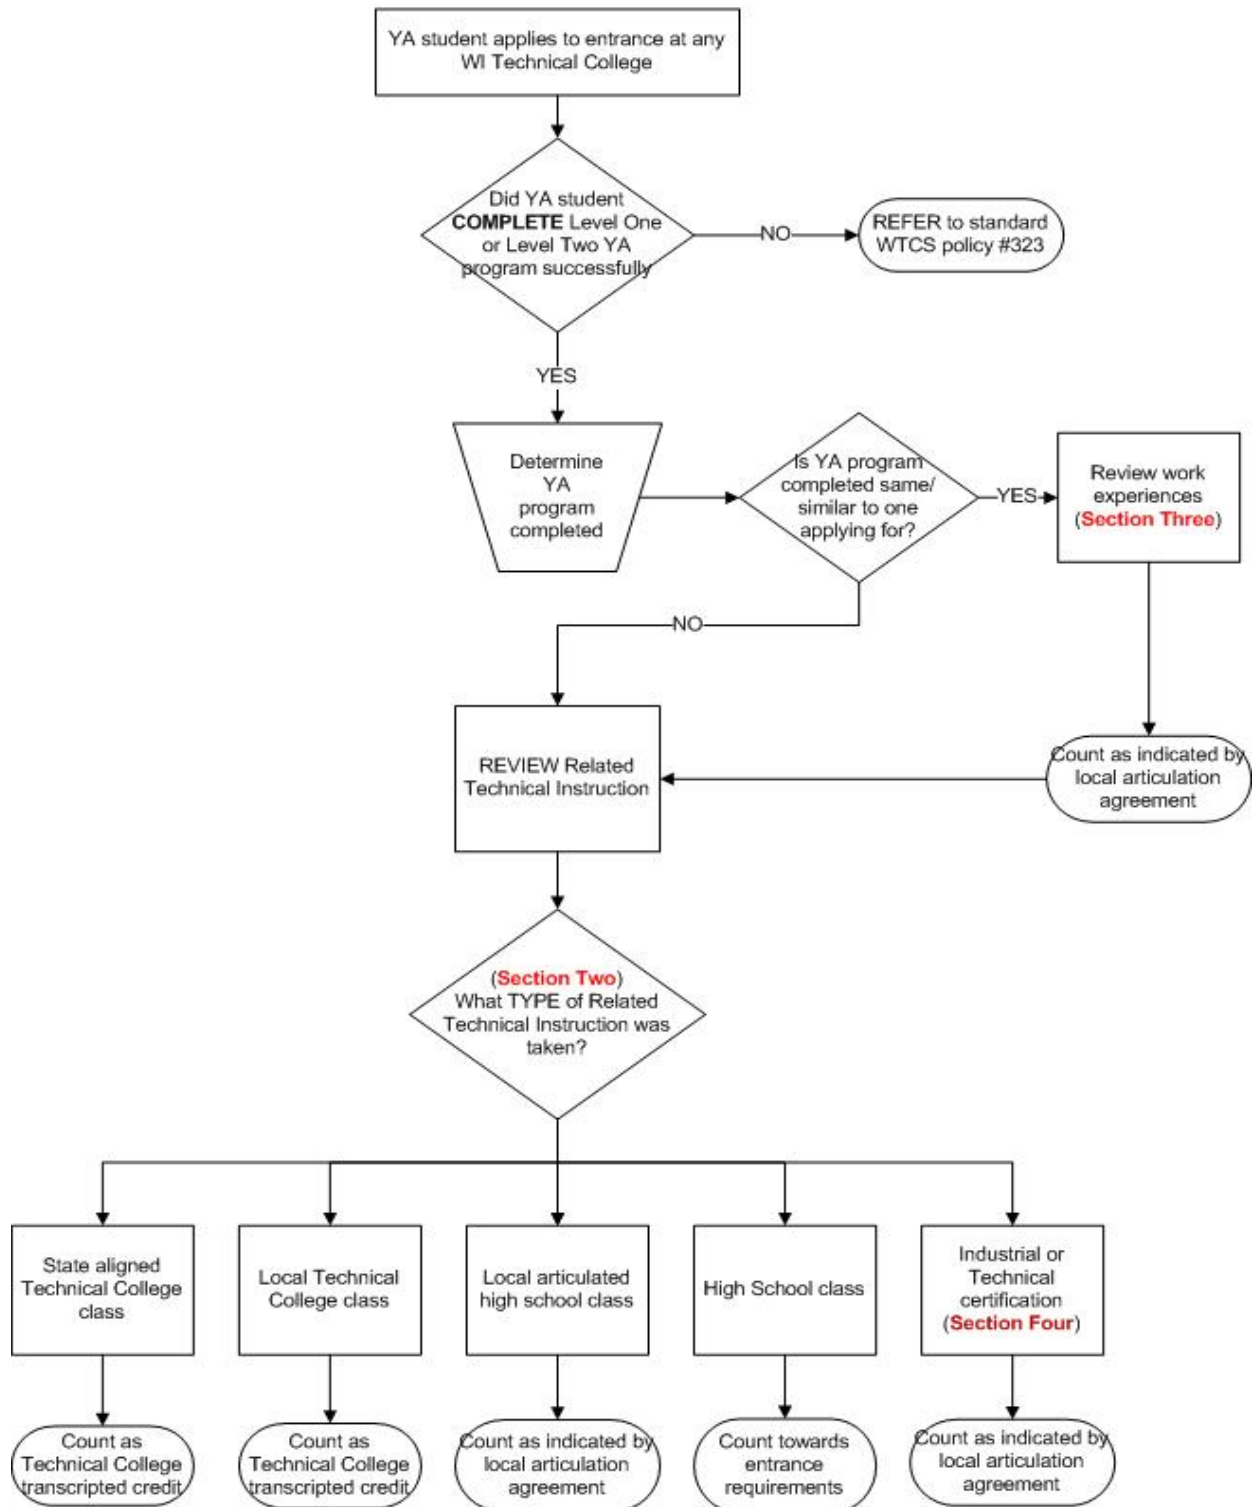 YA student applies to entrance at any
WI Technical College
Did YA student
COMPLETE Level One
or Level Two YA
program successfully
NO
REFER to standard
WTCS policy #323
YES
Determine
YA
program
completed
Is YA program
completed same/
similar to one
applying for?
YES
Review work
experiences
(Section Three)
NO
REVIEW Related
Technical Instruction
Count as indicated by
local articulation
agreement
(Section Two)
What TYPE of Related
Technical Instruction was
taken?
State aligned
Technical College
class
Local Technical
College class
Local articulated
high school class
High School class
Industrial or
Technical
certification
(Section Four)
Count as
Technical College
transcripted credit
Count as
Technical College
transcripted credit
Count as indicated by
local articulation
agreement
Count towards
entrance
requirements
Count as indicated by
local articulation
agreement